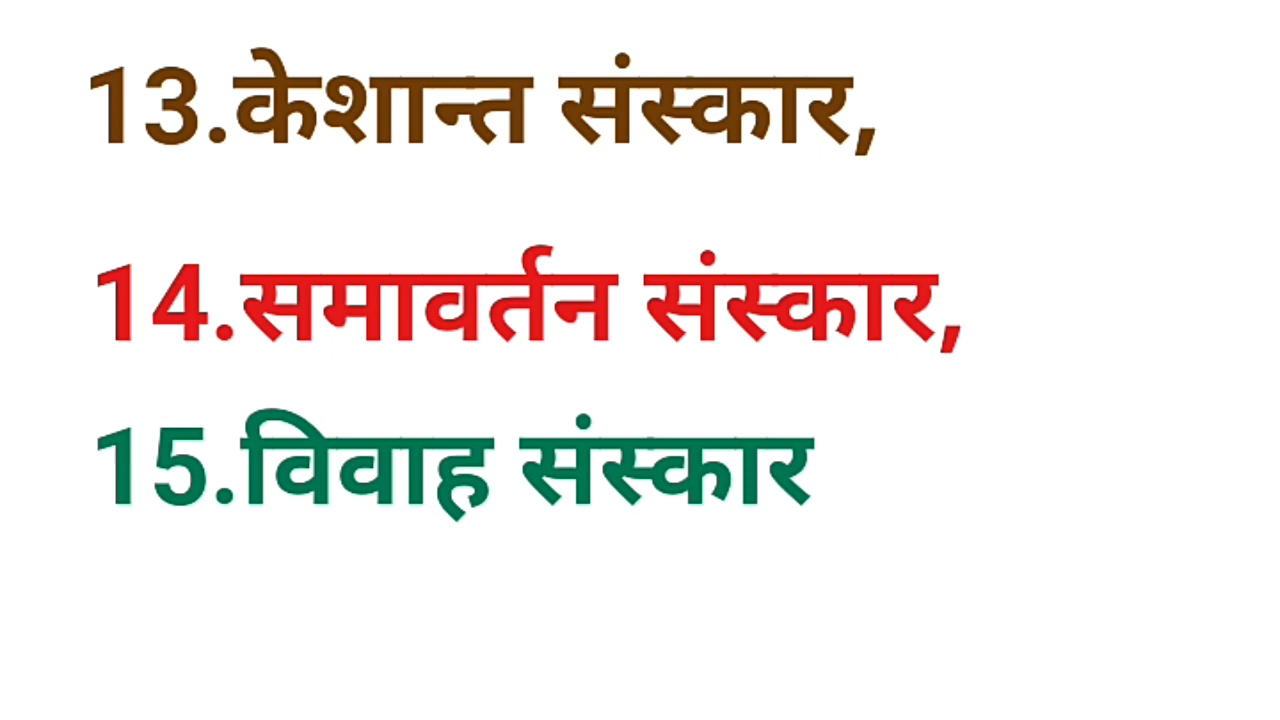 13.केशान्त संस्कार,
14.समावर्तन संस्कार,
15.विवाह संस्कार